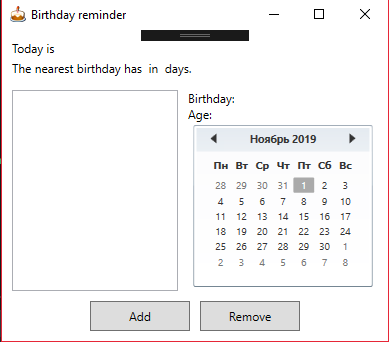 Birthday reminder
Today is
The nearest birthday has in days.
Birthday:
Age:
Ноябрь 2019
Пн Вт Ср Чт Пт Сб Вс
28 29 30 31 1 2 3
4 5 6 7 8 9 10
11 12 13 14 15 16 17
18 19 20 21 22 23 24
25 26 27 28 29 30 1
2 3 4 5 6 7 8
Add Remove